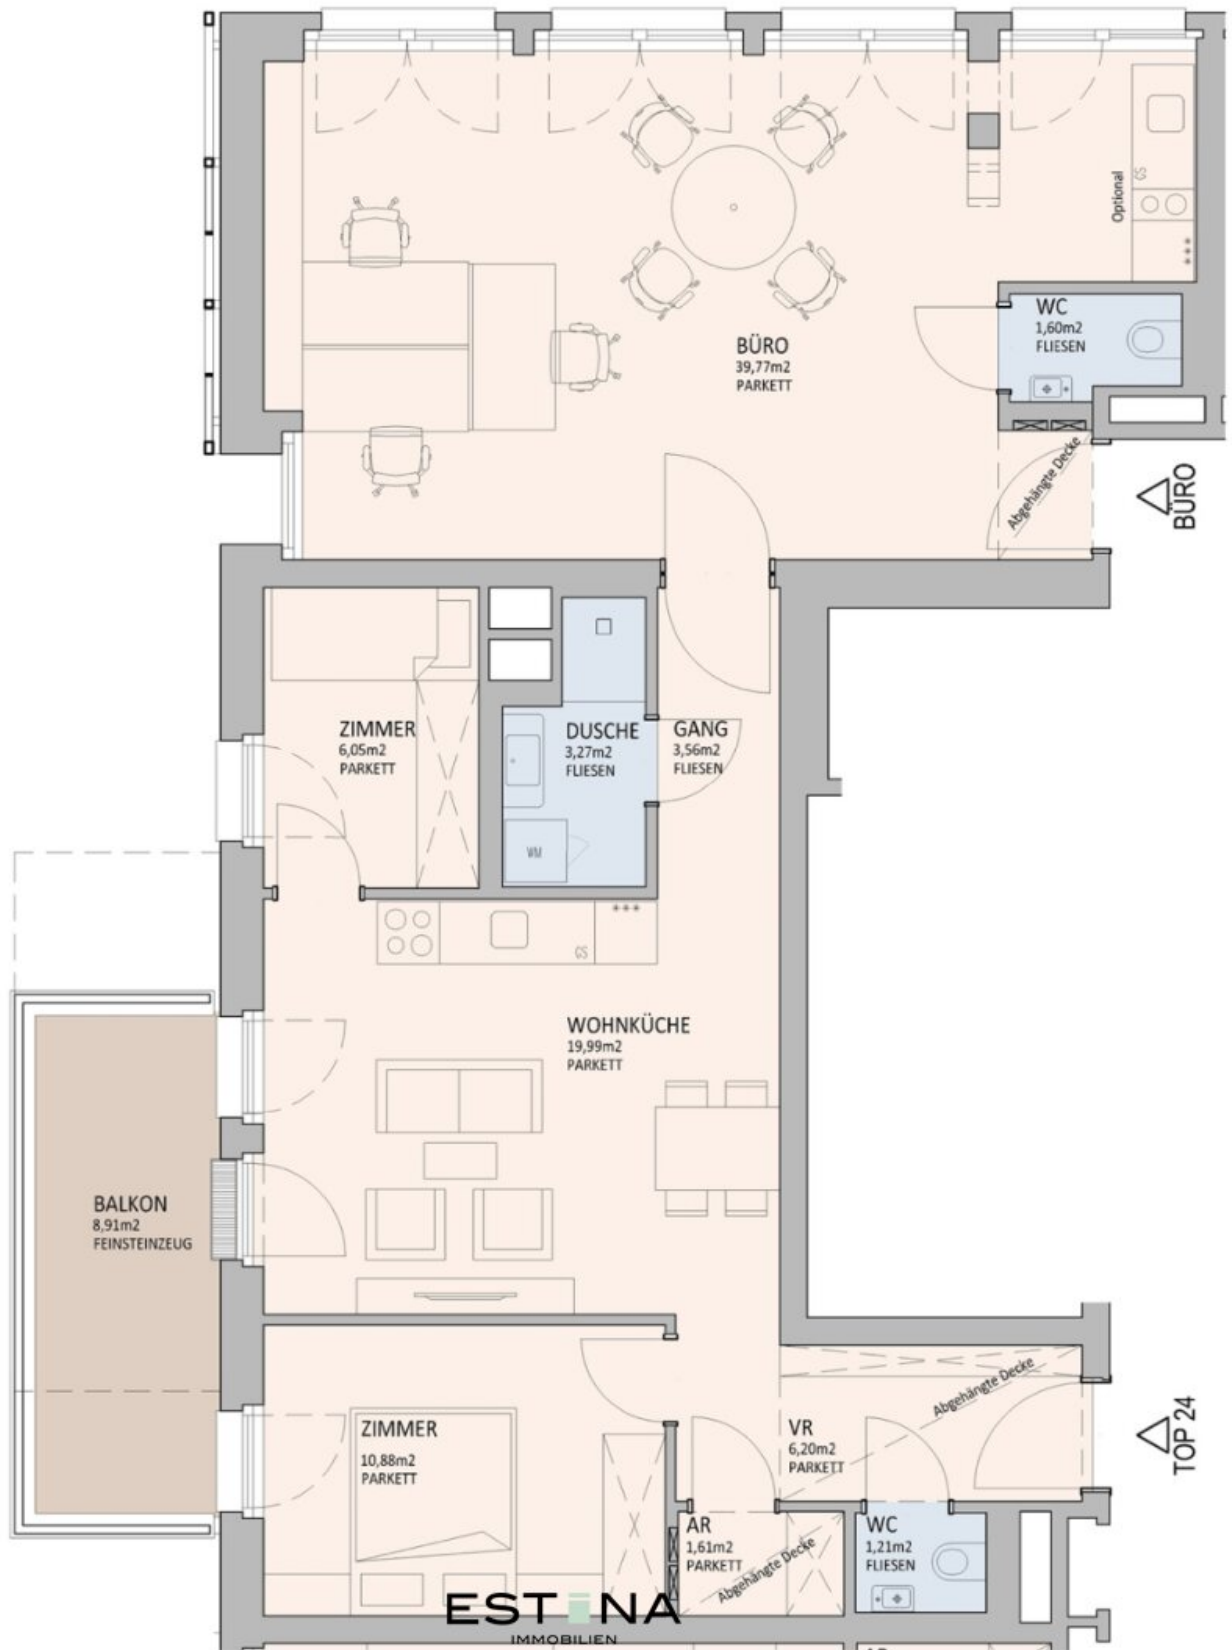 GS
Optional
***
WC
1,60m2
FLIESEN
BÜRO
39,77m2
PARKETT
Abgehängte Decke
BÜRO
ZIMMER
6,05m2
PARKETT
DUSCHE
3,27m2
FLIESEN
GANG
3,56m2
FLIESEN
WM
***
GS
WOHNKÜCHE
19,99m2
PARKETT
BALKON
8,91m2
FEINSTEINZEUG
ZIMMER
10,88m2
PARKETT
VR
6,20m2
PARKETT
Abgehängte Decke
TOP 24
AR
1,61m2
PARKETT
Abgehängte Decke
WC
1,21m2
FLIESEN
ESTINA
IMMOBILIEN